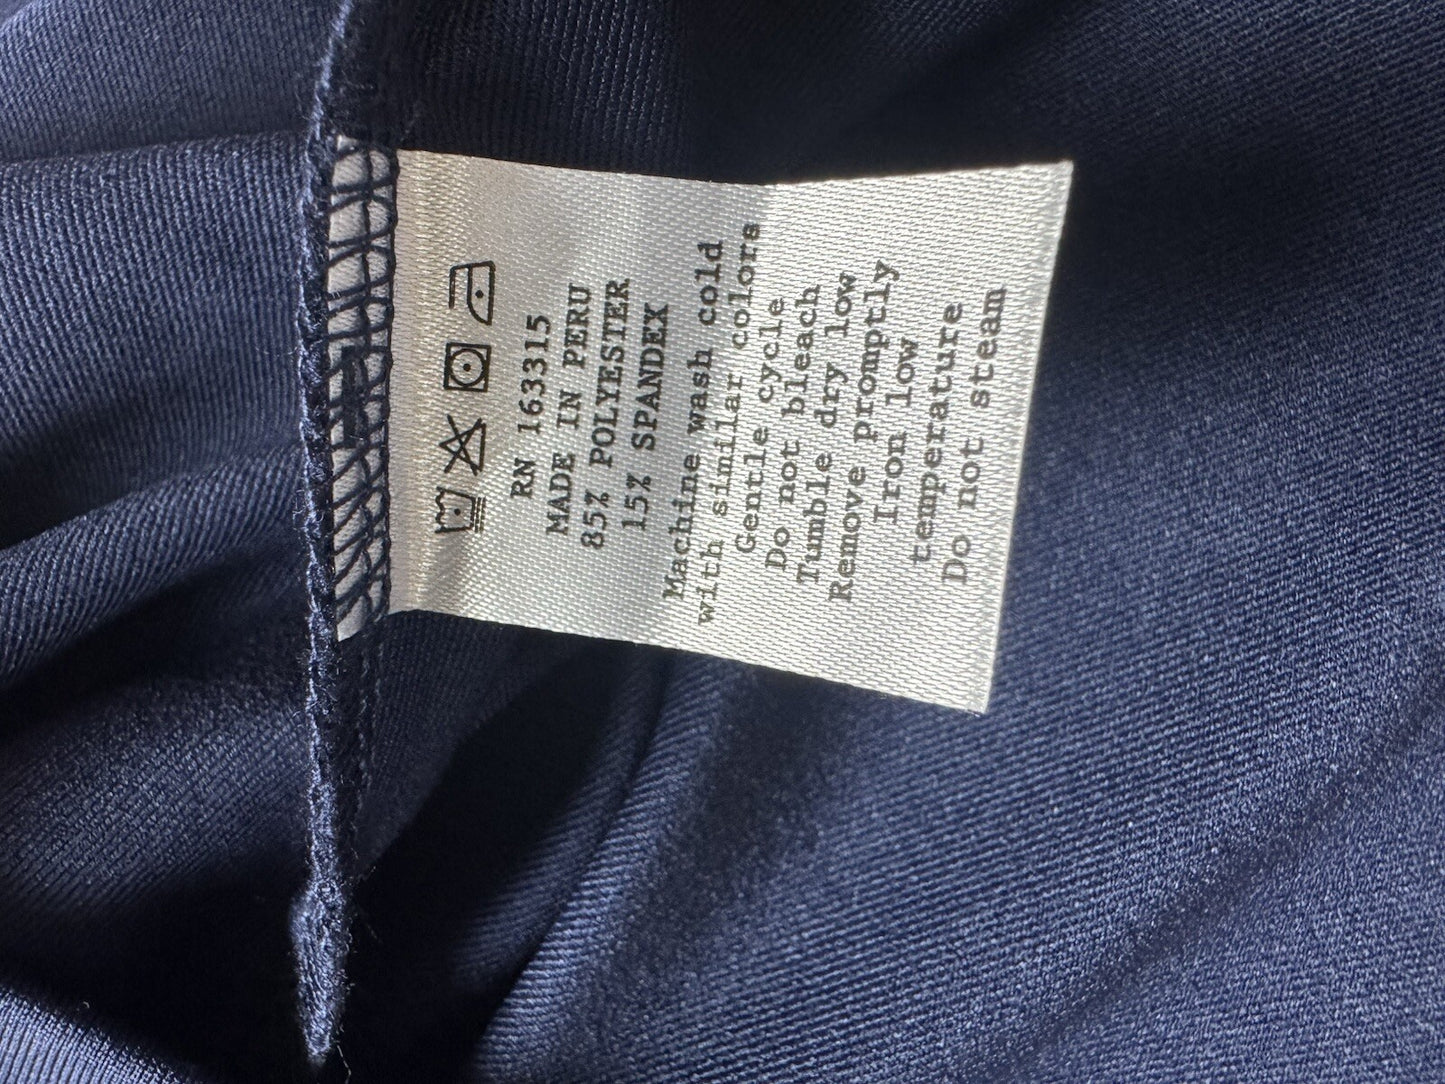 RN 163315
MADE IN PERU
85% POLYESTER
15% SPANDEX
Machine wash cold
with similar colors
Gentle cycle
Do not bleach
Tumble dry low
Remove promptly
Iron low
temperature
Do not steam